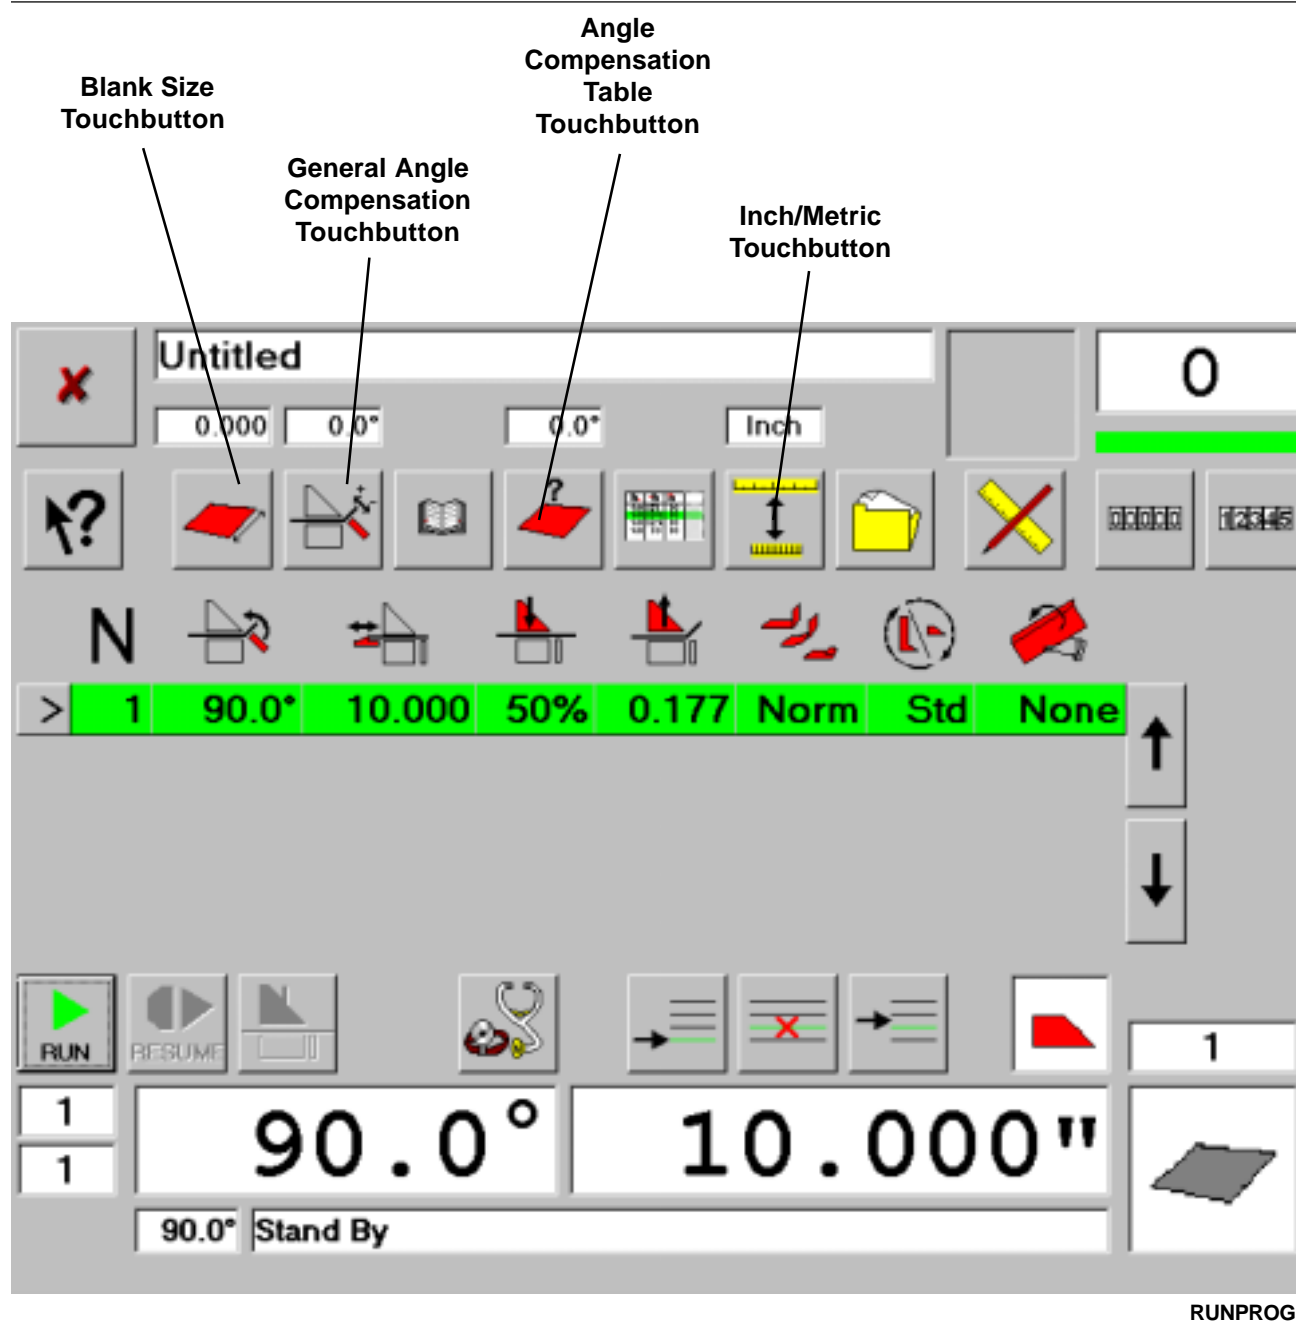 Angle
Compensation
Table
Touchbutton
Blank Size
Touchbutton
General Angle
Compensation
Touchbutton
Inch/Metric
Touchbutton
Untitled
0
0.000 0.0° 0.0° Inch
? ? 00000 12345
N
> 1 90.0° 10.000 50% 0.177 Norm Std None
RUN RESUME
1
1 90.0° 10.000"
1
90.0° Stand By
RUNPROG